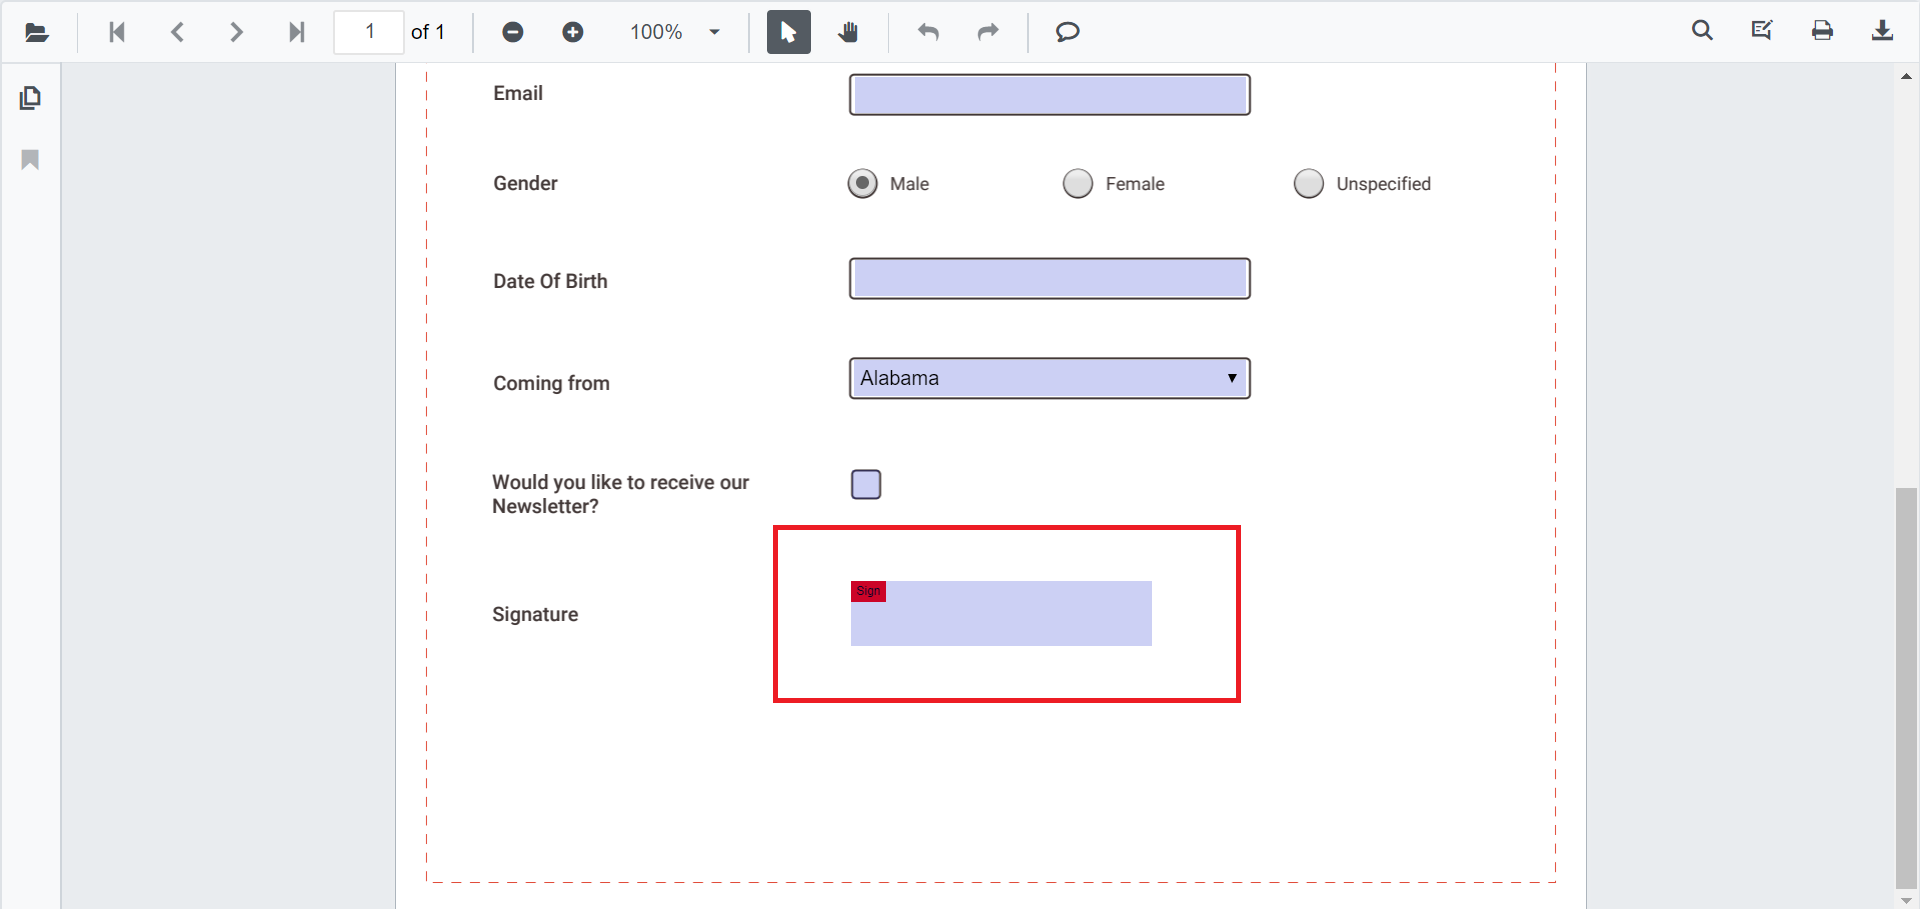 1 of 1 100%
Email
Gender Male Female Unspecified
Date Of Birth
Coming from Alabama
Would you like to receive our
Newsletter?
Sign
Signature